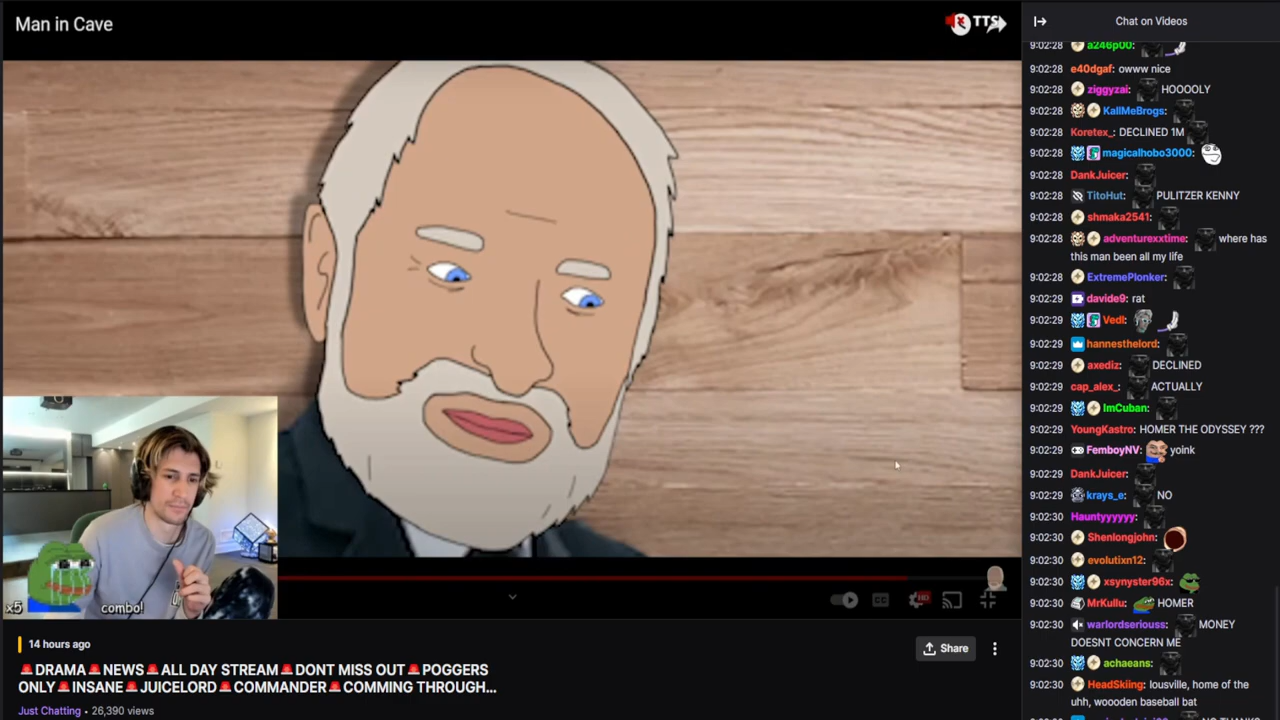 Man in Cave
TTS
Chat on Videos
9:02:28 a246p00:
9:02:28 e40dgaf: owww nice
9:02:28 ziggyzai: HOOOOLY
9:02:28 KallMeBrogs:
9:02:28 Koretex_: DECLINED 1M
9:02:28 magicalhobo3000:
9:02:28 DankJuicer:
9:02:28 TitoHut: PULITZER KENNY
9:02:28 shmaka2541:
9:02:28 adventurexxtime: where has
this man been all my life
9:02:28 ExtremePlonker:
9:02:29 davide9: rat
9:02:29 Vedl:
9:02:29 hannesthelord:
9:02:29 axediz: DECLINED
9:02:29 cap_alex_: ACTUALLY
9:02:29 ImCuban:
9:02:29 YoungKastro: HOMER THE ODYSSEY ???
9:02:29 FemboyNV: yoink
9:02:29 DankJuicer:
9:02:29 krays_e: NO
9:02:30 Hauntyyyyyy:
9:02:30 Shenlongjohn:
9:02:30 evolutixn12:
9:02:30 xsynyster96x:
9:02:30 MrKullu: HOMER
9:02:30 warlordseriouss: MONEY
DOESNT CONCERN ME
9:02:30 achaeans:
9:02:30 HeadSkiing: lousville, home of the
uhh, woooden baseball bat
x5 combo!
CC HD
14 hours ago
Share
🚨DRAMA🚨NEWS🚨ALL DAY STREAM🚨DONT MISS OUT🚨POGGERS
ONLY🚨INSANE🚨JUICELORD🚨COMMANDER🚨COMMING THROUGH...
Just Chatting • 26,390 views